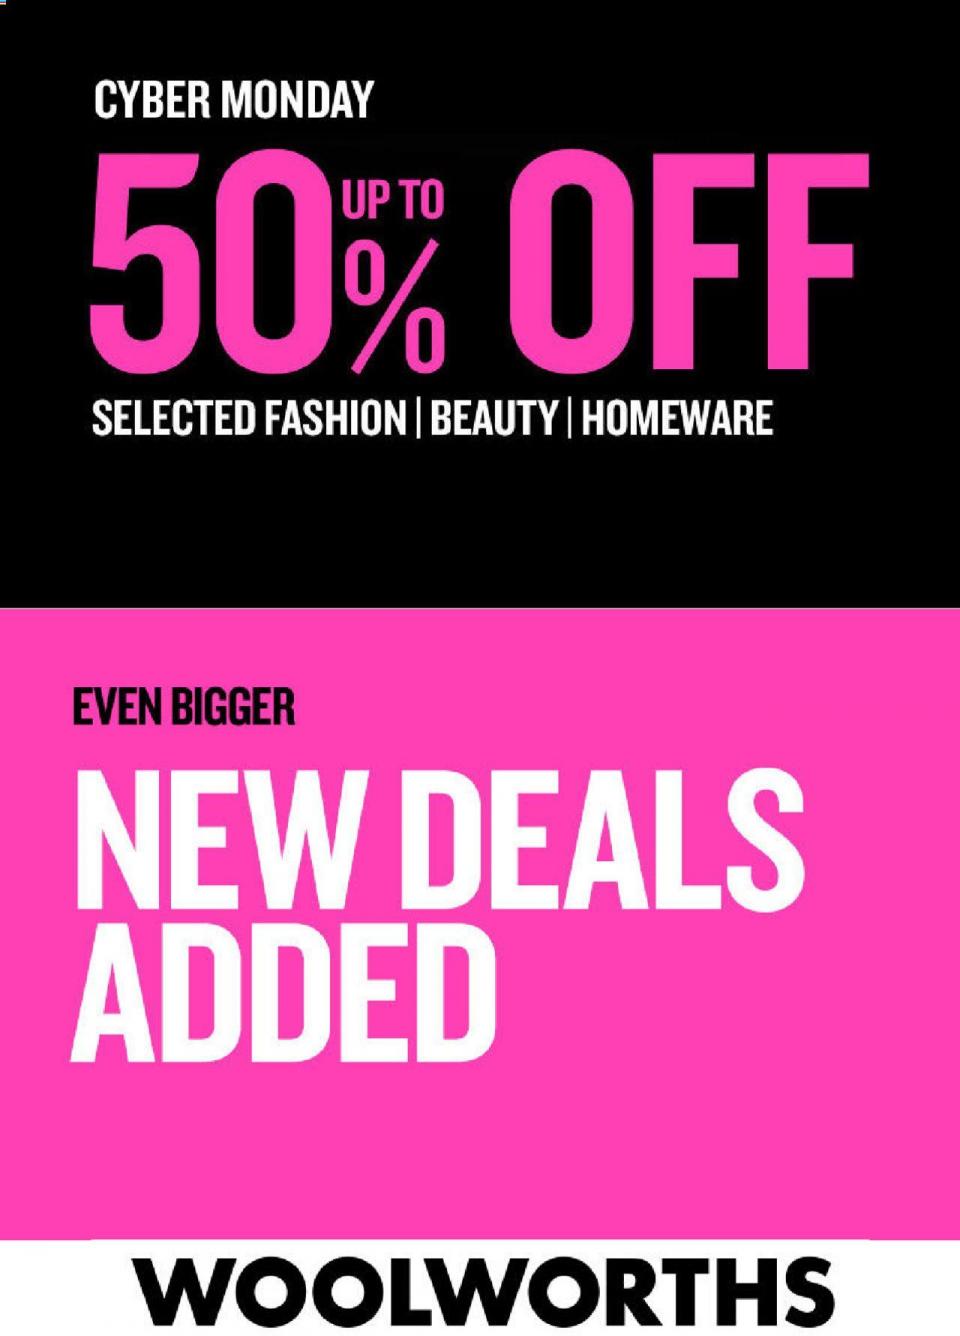 CYBER MONDAY
50 UP TO % OFF
SELECTED FASHION | BEAUTY | HOMEWARE
EVEN BIGGER
NEW DEALS
ADDED
WOOLWORTHS